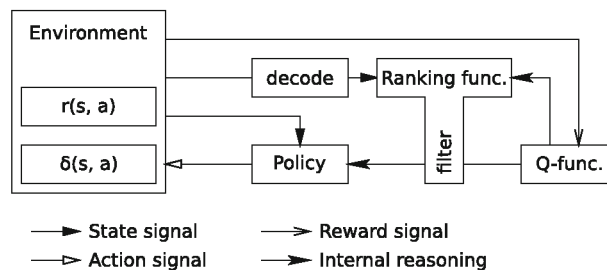 Environment
decode
Ranking func.
r(s, a)
filter
δ(s, a)
Policy
Q-func.
State signal
Reward signal
Action signal
Internal reasoning